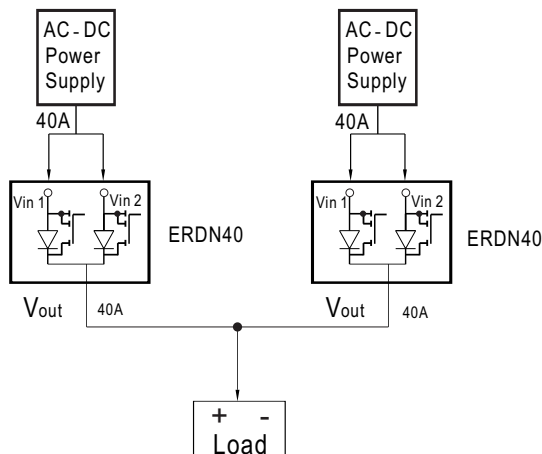 AC - DC
Power
Supply
AC - DC
Power
Supply
40A
40A
Vin 1
Vin 2
ERDN40
Vin 1
Vin 2
ERDN40
Vout
40A
Vout
40A
+ -
Load